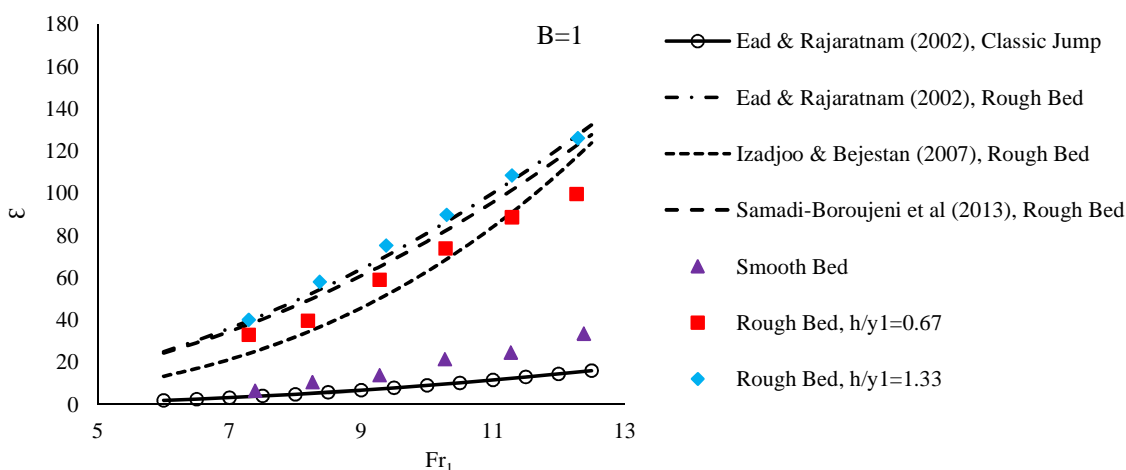 180
160
140
120
100
80
60
40
20
0
ε
5
7
9
11
13
Fr₁
B=1
Ead & Rajaratnam (2002), Classic Jump
Ead & Rajaratnam (2002), Rough Bed
Izadjoo & Bejestan (2007), Rough Bed
Samadi-Boroujeni et al (2013), Rough Bed
Smooth Bed
Rough Bed, h/y1=0.67
Rough Bed, h/y1=1.33